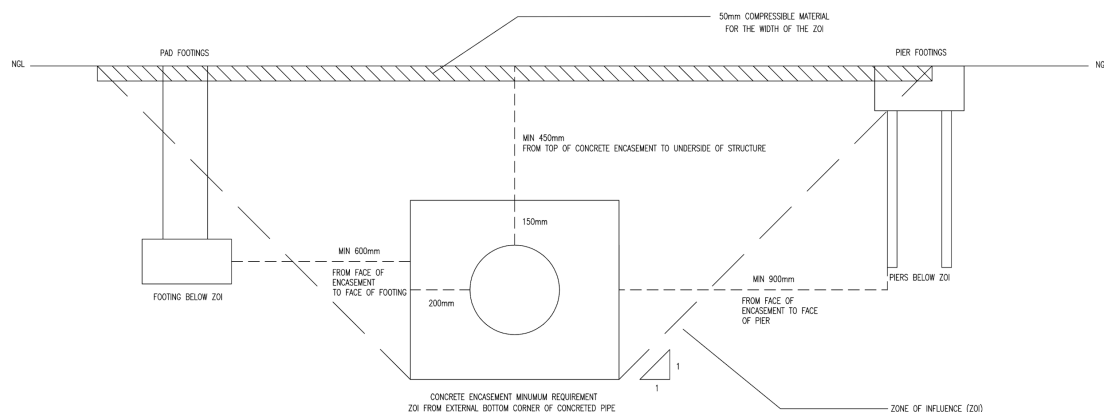 50mm COMPRESSIBLE MATERIAL
FOR THE WIDTH OF THE ZOI
PAD FOOTINGS
PIER FOOTINGS
NGL
NG
MIN 450mm
FROM TOP OF CONCRETE ENCASEMENT TO UNDERSIDE OF STRUCTURE
150mm
MIN 600mm
FROM FACE OF
ENCASEMENT
TO FACE OF FOOTING
200mm
FOOTING BELOW ZOI
MIN 900mm
PIERS BELOW ZOI
FROM FACE OF
ENCASEMENT TO FACE
OF PIER
1
1
CONCRETE ENCASEMENT MINUMUM REQUIREMENT
ZOI FROM EXTERNAL BOTTOM CORNER OF CONCRETED PIPE
ZONE OF INFLUENCE (ZOI)